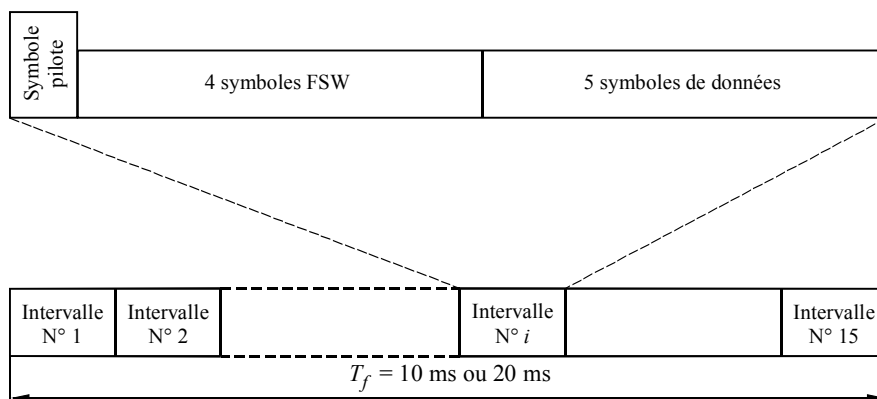 Symbole
pilote
4 symboles FSW
5 symboles de données
Intervalle
N° 1
Intervalle
N° 2
Intervalle
N° i
Intervalle
N° 15
T_f = 10 ms ou 20 ms